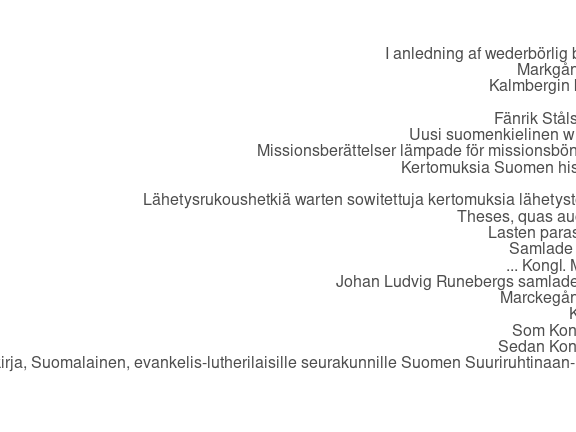 I anledning af wederbörlig
Markgår
Kalmbergin
Fänrik Ståls
Uusi suomenkielinen
Missionsberättelser lämpade för missionsbön
Kertomuksia Suomen his
Lähetysrukoushetkiä warten sowitettuja kertomuksia lähetyst
Theses, quas au
Lasten paras
Samlade
... Kongl. M
Johan Ludvig Runebergs samlade
Marckegår
K
Som Kon
Sedan Kon
irja, Suomalainen, evankelis-lutherilaisille seurakunnille Suomen Suuriruhtinaan-